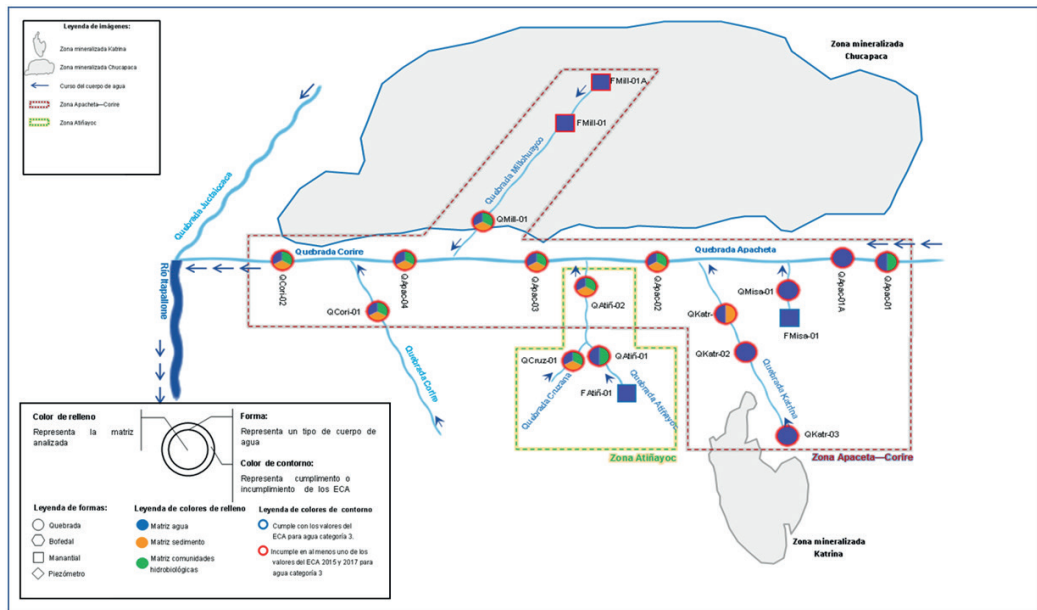 Leyenda de imágenes:
Zona mineralizada Katrina
Zona mineralizada Chucapaca
Curso del cuerpo de agua
Zona Apacheta—Corire
Zona Atiñayoc
Zona mineralizada
Chucapaca
FMill-01A
FMill-01
Quebrada Millohuayco
QMill-01
Quebrada Corire
Quebrada Apacheta
QCori-02
QApac-04
QApac-03
QApac-02
QApac-01A
QApac-01
QCori-01
Quebrada Corire
QAtiñ-02
QCruz-01
QAtiñ-01
FAtiñ-01
Quebrada Cruzana
Quebrada Atiñayoc
Zona Atiñayoc
QMisa-01
FMisa-01
QKatr-
QKatr-02
Quebrada Katrina
QKatr-03
Zona Apaceta—Corire
Zona mineralizada
Katrina
Color de relleno
Representa la matriz
analizada
Forma:
Representa un tipo de cuerpo de
agua
Color de contorno:
Representa cumplimento o
incumplimiento de los ECA
Leyenda de formas:
Quebrada
Bofedal
Manantial
Piezómetro
Leyenda de colores de relleno
Matriz agua
Matriz sedimento
Matriz comunidades
hidrobiológicas
Leyenda de colores de contorno
Cumple con los valores del
ECA para agua categoría 3.
Incumple en al menos uno de los
valores del ECA 2015 y 2017 para
agua categoría 3